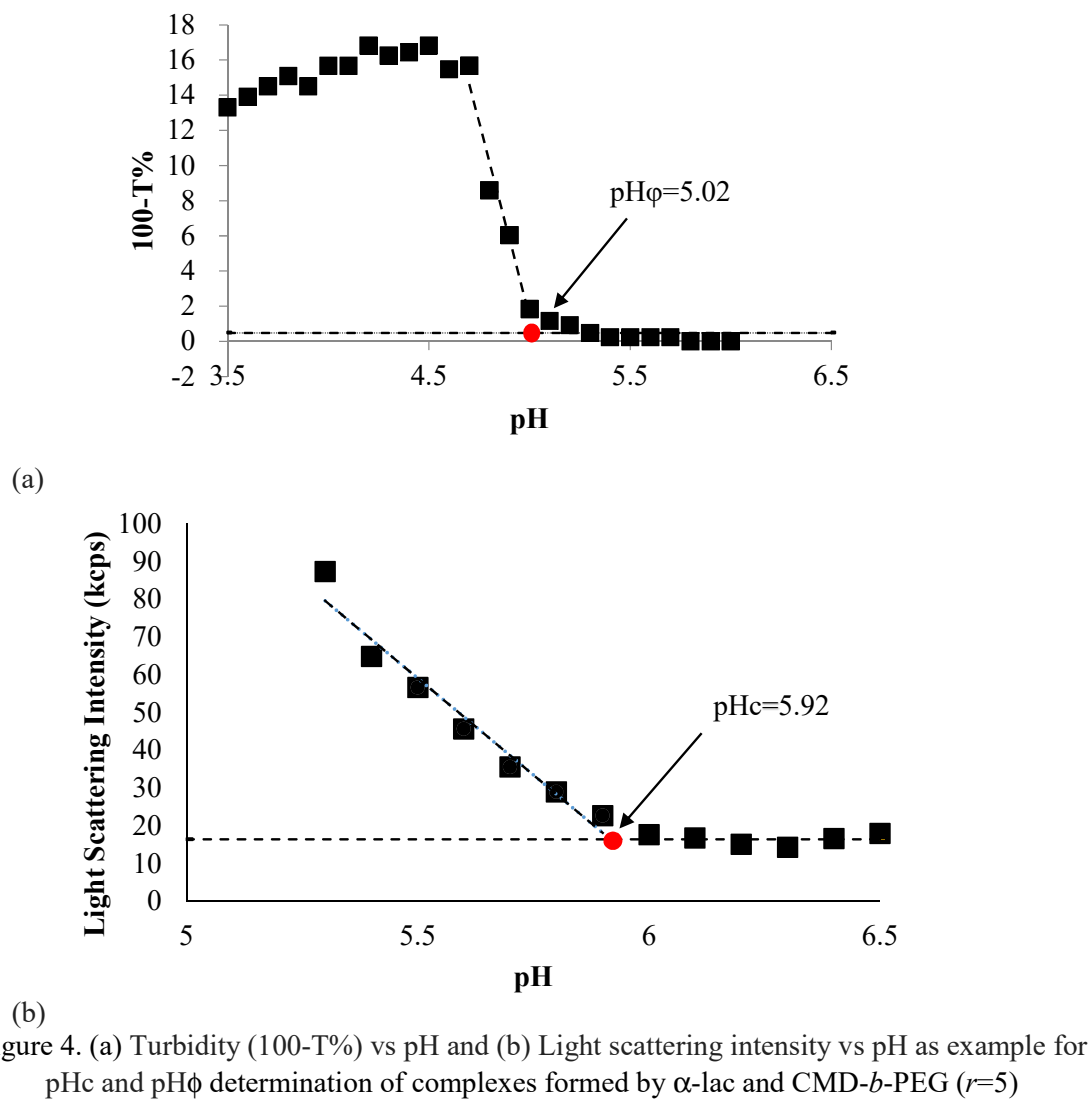 18
16
14
12
10
8
6
4
2
0
-2
100-T%
pHφ=5.02
3.5 4.5 5.5 6.5
pH
(a)
100
90
80
70
60
50
40
30
20
10
0
Light Scattering Intensity (kcps)
pHc=5.92
5 5.5 6 6.5
pH
(b)
gure 4. (a) Turbidity (100-T%) vs pH and (b) Light scattering intensity vs pH as example for
pHc and pHϕ determination of complexes formed by α-lac and CMD-b-PEG (r=5)